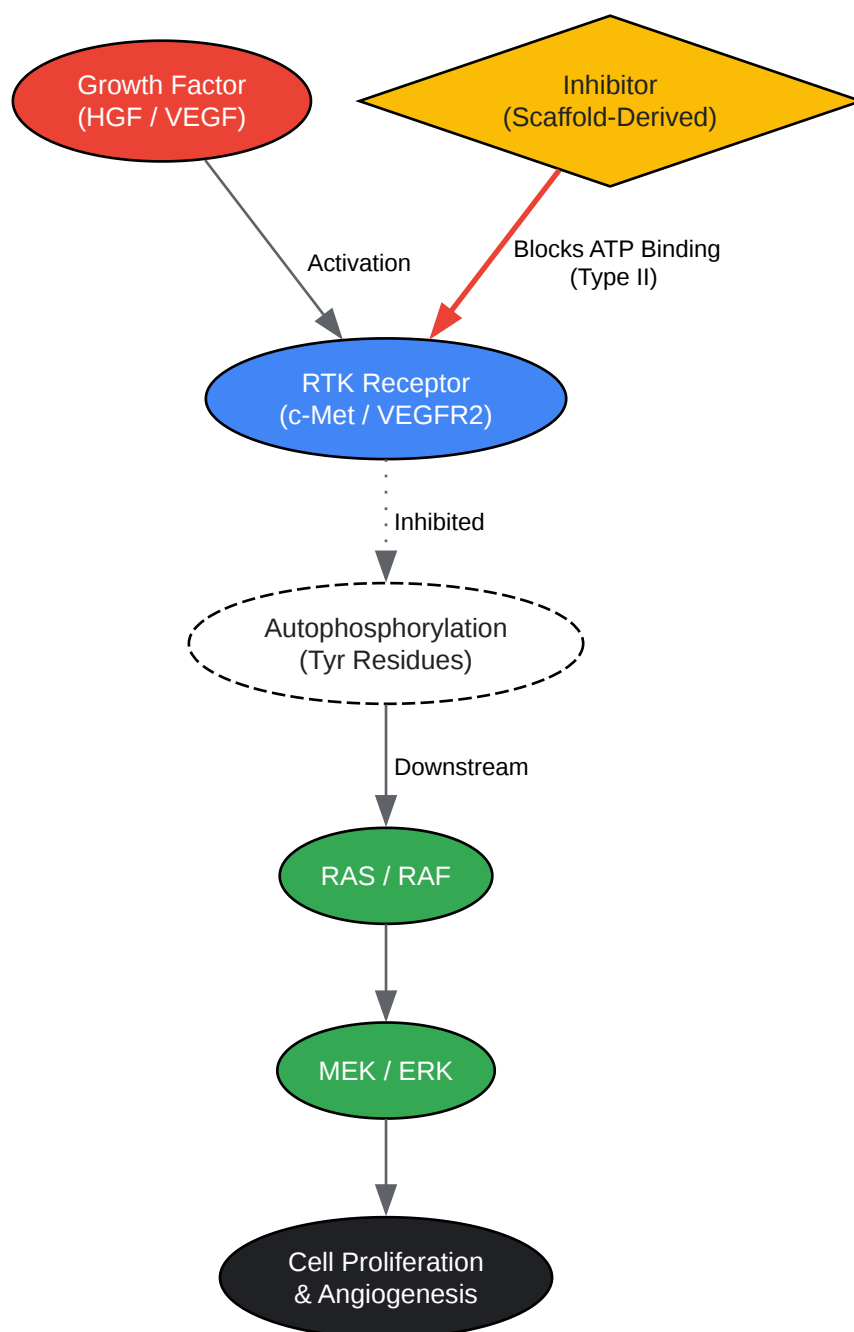 Growth Factor
(HGF / VEGF)
Inhibitor
(Scaffold-Derived)
Activation
Blocks ATP Binding
(Type II)
RTK Receptor
(c-Met / VEGFR2)
Inhibited
Autophosphorylation
(Tyr Residues)
Downstream
RAS / RAF
MEK / ERK
Cell Proliferation
& Angiogenesis